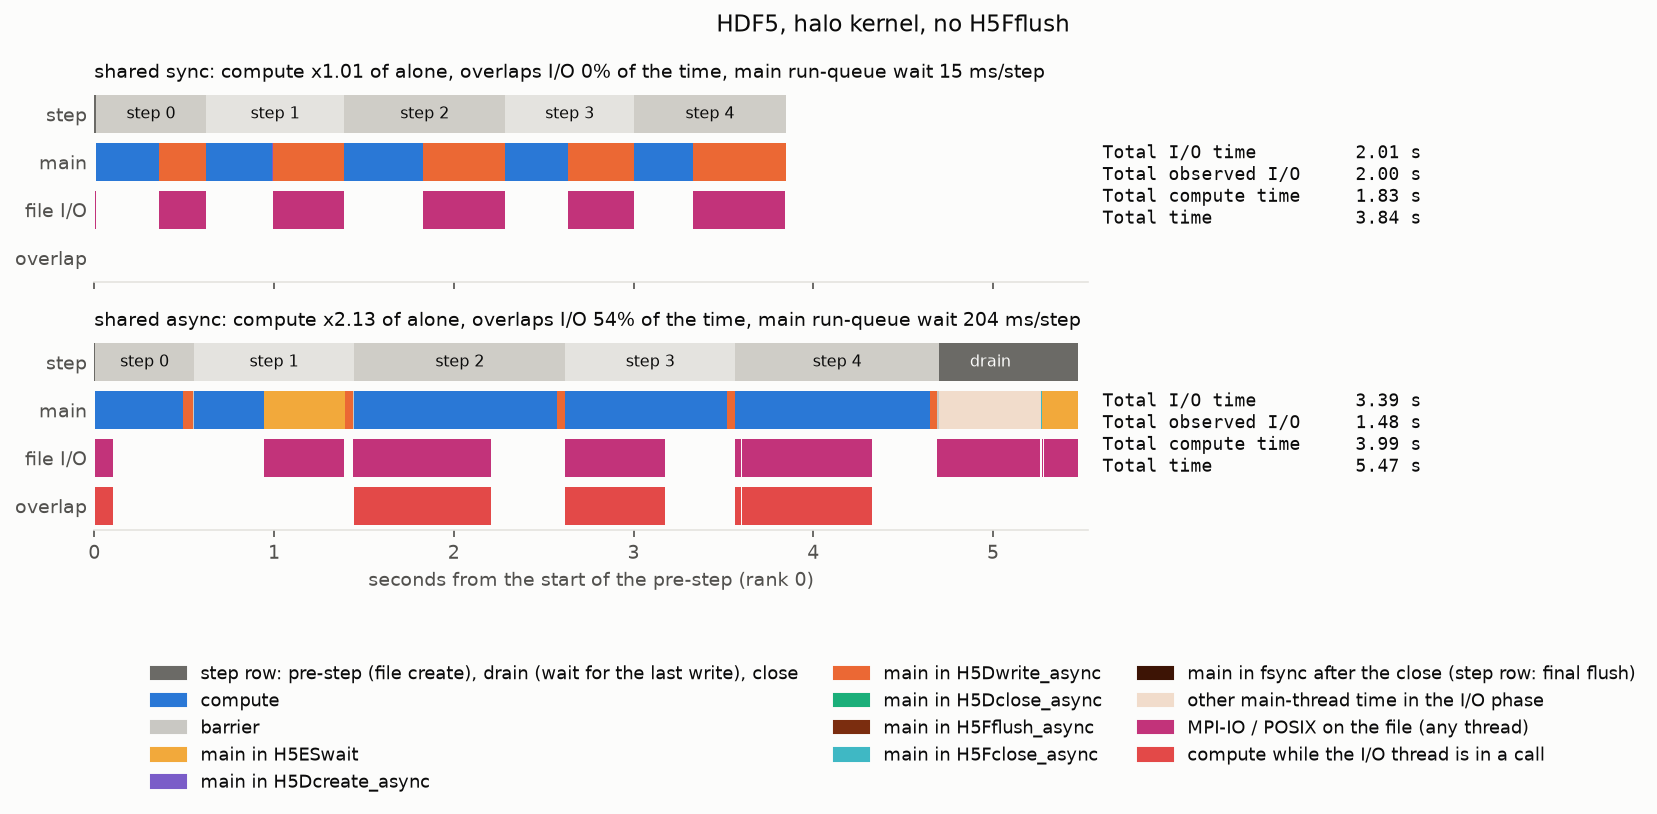 HDF5, halo kernel, no H5Fflush
shared sync: compute x1.01 of alone, overlaps I/O 0% of the time, main run-queue wait 15 ms/step
step
step 0
step 1
step 2
step 3
step 4
main
file I/O
overlap
Total I/O time 2.01 s
Total observed I/O 2.00 s
Total compute time 1.83 s
Total time 3.84 s
shared async: compute x2.13 of alone, overlaps I/O 54% of the time, main run-queue wait 204 ms/step
step
step 0
step 1
step 2
step 3
step 4
drain
main
file I/O
overlap
Total I/O time 3.39 s
Total observed I/O 1.48 s
Total compute time 3.99 s
Total time 5.47 s
0 1 2 3 4 5
seconds from the start of the pre-step (rank 0)
step row: pre-step (file create), drain (wait for the last write), close
compute
barrier
main in H5ESwait
main in H5Dcreate_async
main in H5Dwrite_async
main in H5Dclose_async
main in H5Fflush_async
main in H5Fclose_async
main in fsync after the close (step row: final flush)
other main-thread time in the I/O phase
MPI-IO / POSIX on the file (any thread)
compute while the I/O thread is in a call